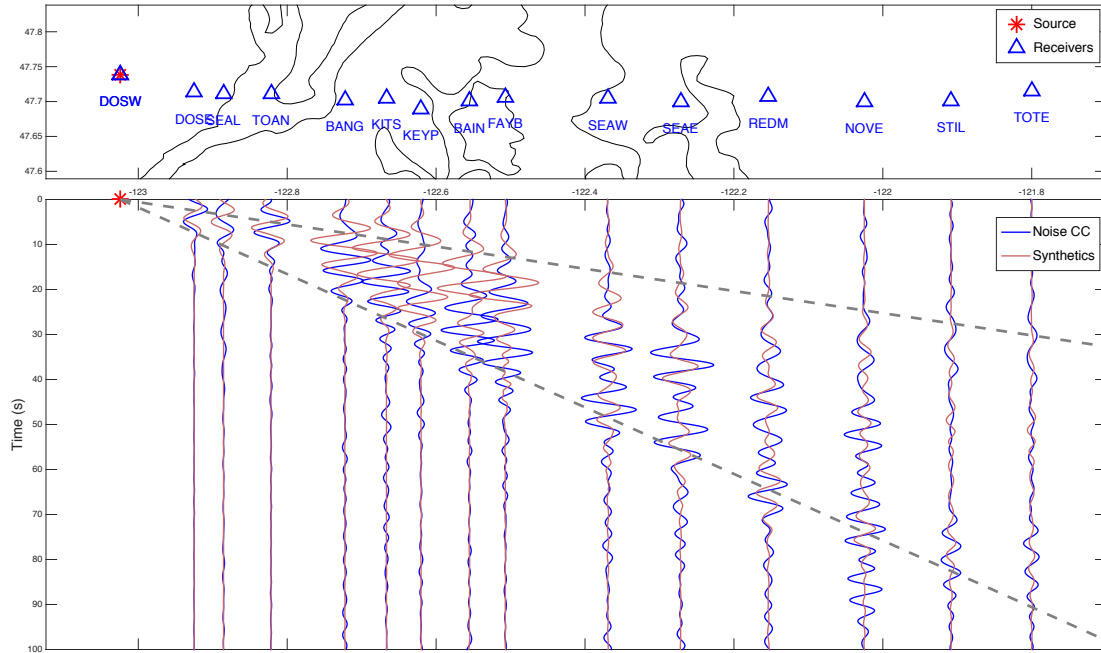 47.8
47.75
47.7
47.65
47.6
Source
Receivers
DOSW
DOSE
SEAL
TOAN
BANG
KITS
KEYP
BAIN
FAYB
SEAW
SEAE
REDM
NOVE
STIL
TOTE
-123
-122.8
-122.6
-122.4
-122.2
-122
-121.8
Noise CC
Synthetics
Time (s)
0
10
20
30
40
50
60
70
80
90
100